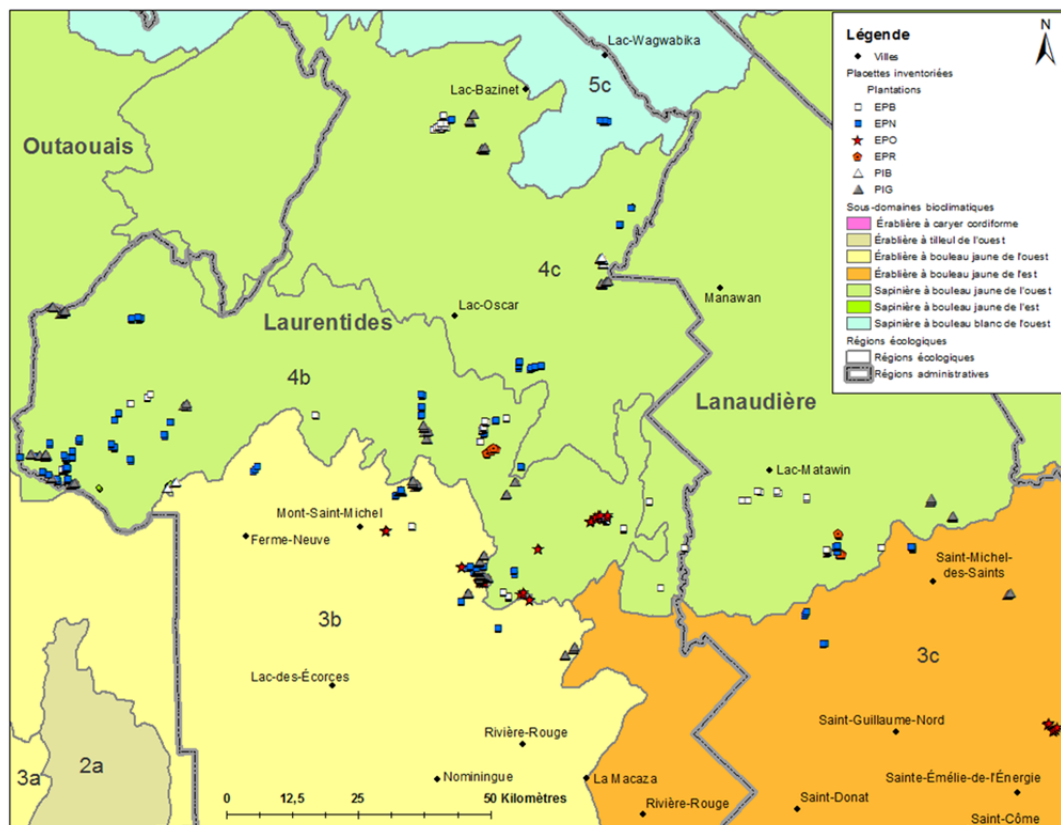 Lac-Wagwabika
Lac-Bazinet
5c
Outaouais
4c
Manawan
Lac-Oscar
Laurentides
4b
Lanaudière
Lac-Matawin
Mont-Saint-Michel
Ferme-Neuve
Saint-Michel-
des-Saints
3b
3c
Lac-des-Écorces
Saint-Guillaume-Nord
Rivière-Rouge
3a
2a
Nominingue
La Macaza
Sainte-Émélie-de-l'Énergie
Rivière-Rouge
Saint-Donat
Saint-Côme
0 12,5 25 50 Kilomètres
Légende
N
Villes
Placettes inventoriées
Plantations
EPB
EPN
EPO
EPR
PIB
PIG
Sous-domaines bioclimatiques
Érablière à caryer cordiforme
Érablière à tilleul de l'ouest
Érablière à bouleau jaune de l'ouest
Érablière à bouleau jaune de l'est
Sapinière à bouleau jaune de l'ouest
Sapinière à bouleau jaune de l'est
Sapinière à bouleau blanc de l'ouest
Régions écologiques
Régions écologiques
Régions administratives